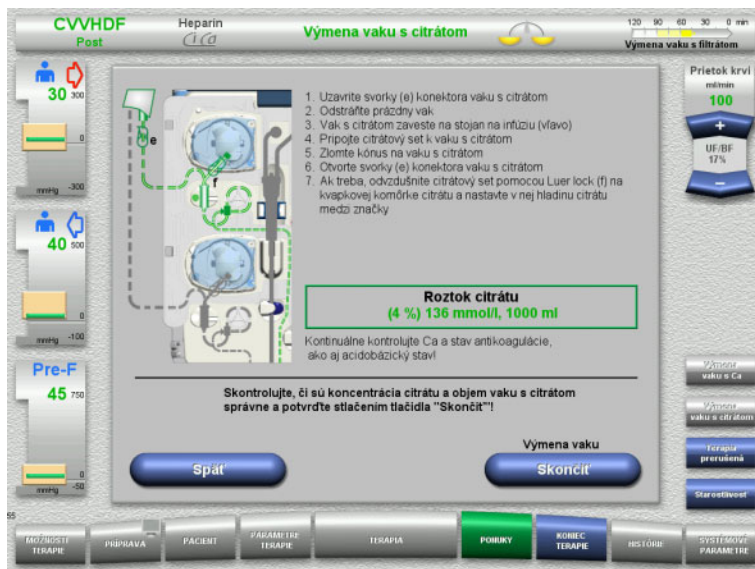 CVVHDF
Post
Heparin
CiCa
Výmena vaku s citrátom
120 90 60 30 0 min
Výmena vaku s filtrátom
30 300
0
mmHg -300
40 500
0
mmHg -100
Pre-F
45 750
0
mmHg -50
e
f
1. Uzavrite svorky (e) konektora vaku s citrátom
2. Odstráňte prázdny vak
3. Vak s citrátom zaveste na stojan na infúziu (vľavo)
4. Pripojte citrátový set k vaku s citrátom
5. Zlomte kónus na vaku s citrátom
6. Otvorte svorky (e) konektora vaku s citrátom
7. Ak treba, odvzdušnite citrátový set pomocou Luer lock (f) na
kvapkovej komôrke citrátu a nastavte v nej hladinu citrátu
medzi značky
Roztok citrátu
(4 %) 136 mmol/l, 1000 ml
Kontinuálne kontrolujte Ca a stav antikoagulácie,
ako aj acidobázický stav!
Skontrolujte, či sú koncentrácia citrátu a objem vaku s citrátom
správne a potvrďte stlačením tlačidla "Skončiť"!
Výmena vaku
Späť
Skončiť
Prietok krvi
ml/min
100
+
UF/BF
17%
–
Výmena
vaku s Ca
Výmena
vaku s citrátom
Terapia
prerušená
Starostlivosť
55
MOŽNOSTI
TERAPIE
PRÍPRAVA
PACIENT
PARAMETRE
TERAPIE
TERAPIA
PONUKY
KONIEC
TERAPIE
HISTÓRIE
SYSTÉMOVÉ
PARAMETRE